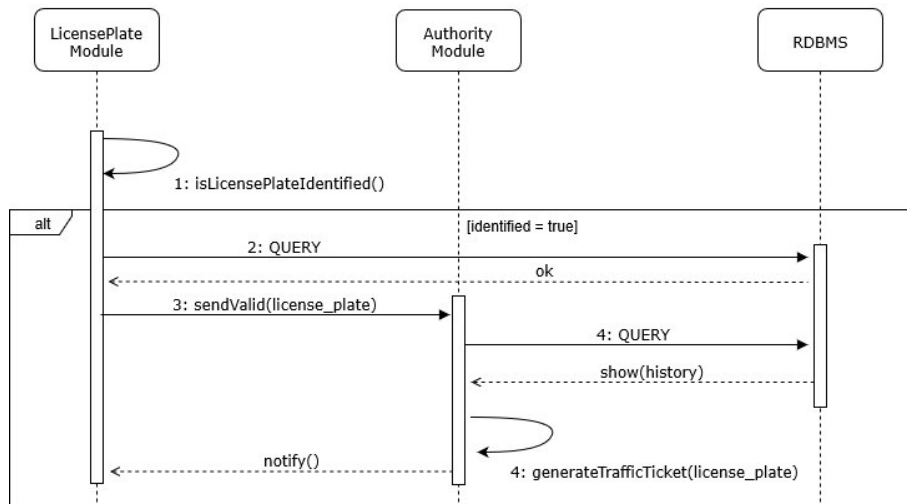 LicensePlate
Module
Authority
Module
RDBMS
1: isLicensePlateIdentified()
alt
[identified = true]
2: QUERY
ok
3: sendValid(license_plate)
4: QUERY
show(history)
notify()
4: generateTrafficTicket(license_plate)